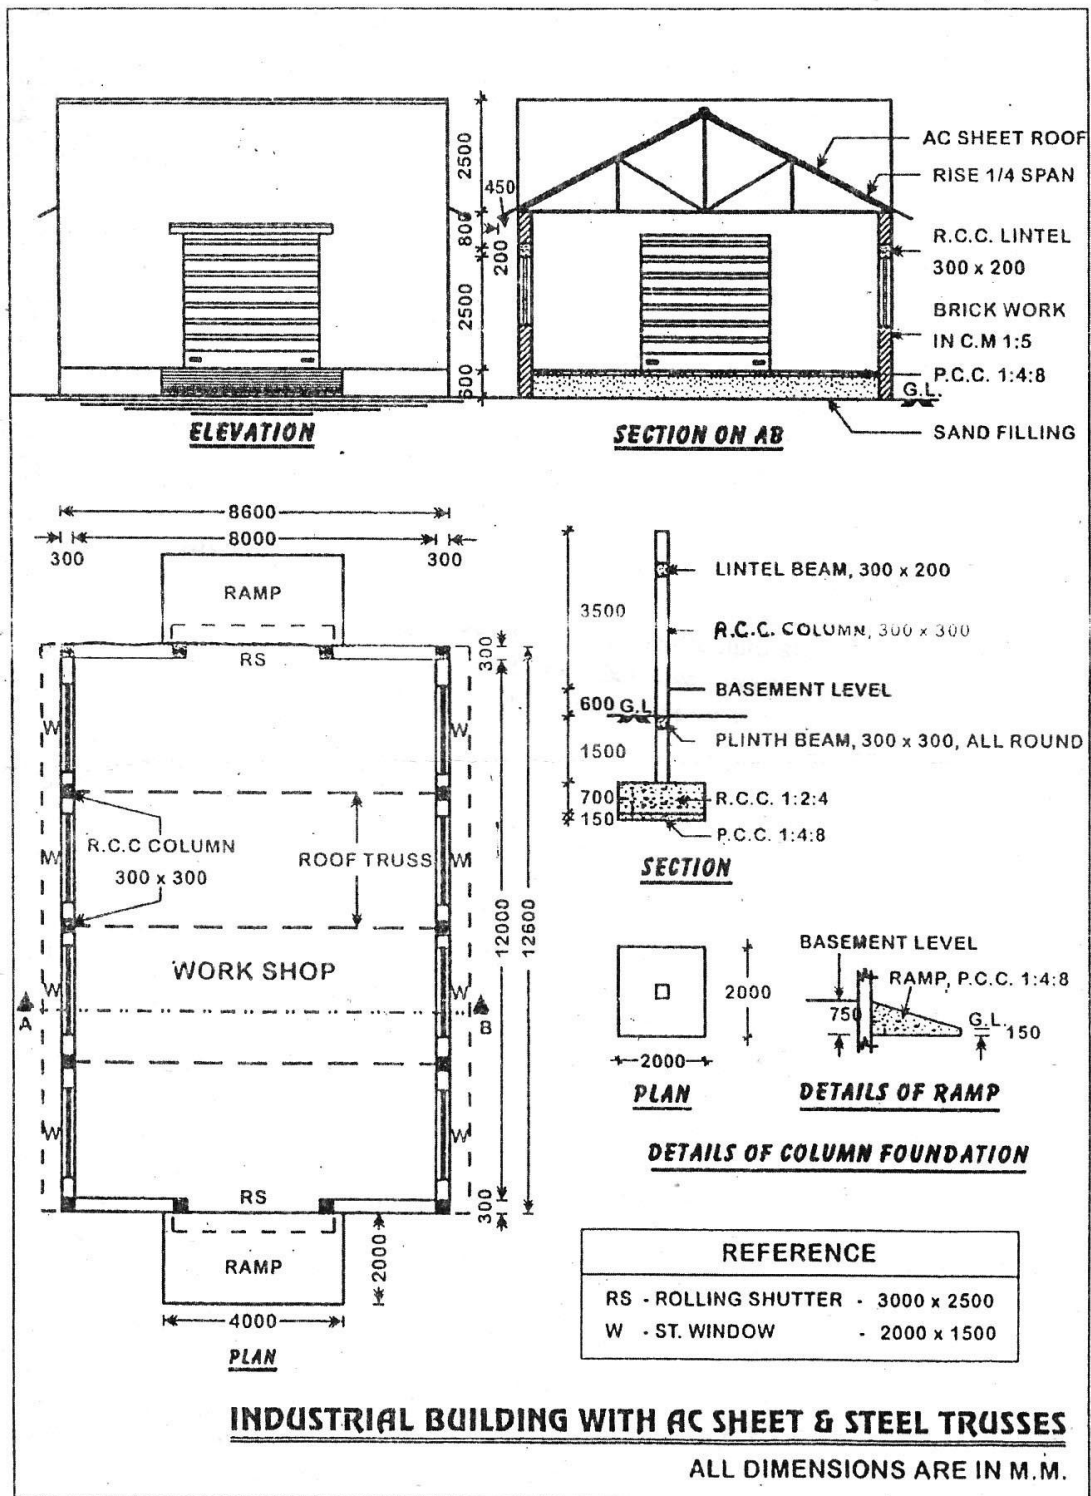 2500
450
800
200
2500
600
AC SHEET ROOF
RISE 1/4 SPAN
R.C.C. LINTEL
300 x 200
BRICK WORK
IN C.M 1:5
P.C.C. 1:4:8
G.L.
SAND FILLING
ELEVATION
SECTION ON AB
8600
300
8000
300
RAMP
RS
300
W
W
R.C.C COLUMN
300 x 300
ROOF TRUSS
W
W
12000
12600
WORK SHOP
W
W
A
B
W
W
RS
300
RAMP
2000
4000
PLAN
LINTEL BEAM, 300 x 200
3500
R.C.C. COLUMN, 300 x 300
BASEMENT LEVEL
600
G.L
PLINTH BEAM, 300 x 300, ALL ROUND
1500
700
R.C.C. 1:2:4
150
P.C.C. 1:4:8
SECTION
2000
2000
PLAN
BASEMENT LEVEL
RAMP, P.C.C. 1:4:8
750
G.L.
150
DETAILS OF RAMP
DETAILS OF COLUMN FOUNDATION
REFERENCE
RS - ROLLING SHUTTER - 3000 x 2500
W - ST. WINDOW - 2000 x 1500
INDUSTRIAL BUILDING WITH AC SHEET & STEEL TRUSSES
ALL DIMENSIONS ARE IN M.M.